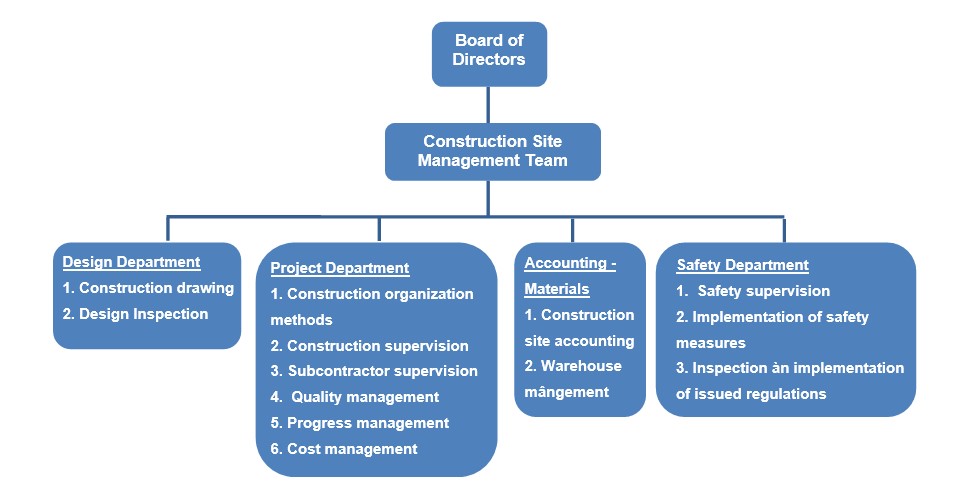 Board of
Directors
Construction Site
Management Team
Design Department
1. Construction drawing
2. Design Inspection
Project Department
1. Construction organization
methods
2. Construction supervision
3. Subcontractor supervision
4. Quality management
5. Progress management
6. Cost management
Accounting -
Materials
1. Construction
site accounting
2. Warehouse
mângement
Safety Department
1. Safety supervision
2. Implementation of safety
measures
3. Inspection àn implementation
of issued regulations